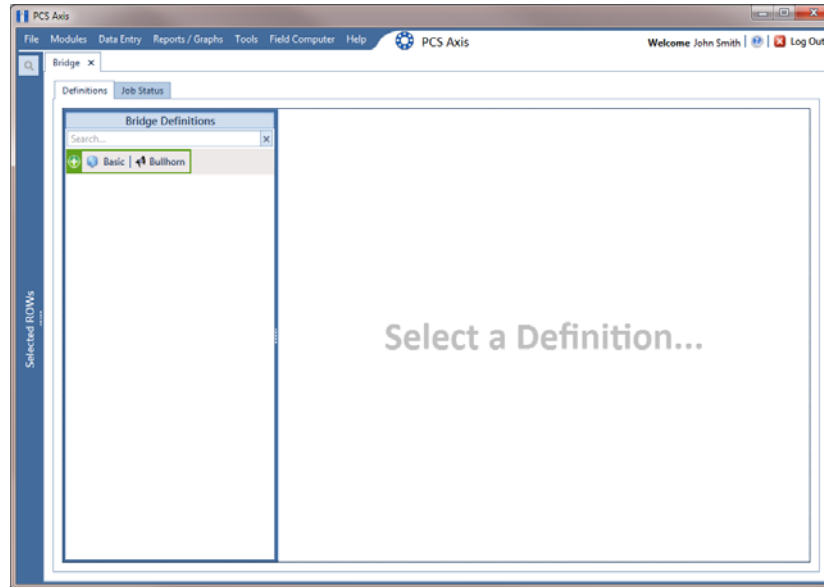 PCS Axis
File Modules Data Entry Reports / Graphs Tools Field Computer Help PCS Axis Welcome John Smith | | Log Out
Bridge ×
Definitions Job Status
Bridge Definitions
Search...
Basic | Bullhorn
Select a Definition...
Selected ROWs